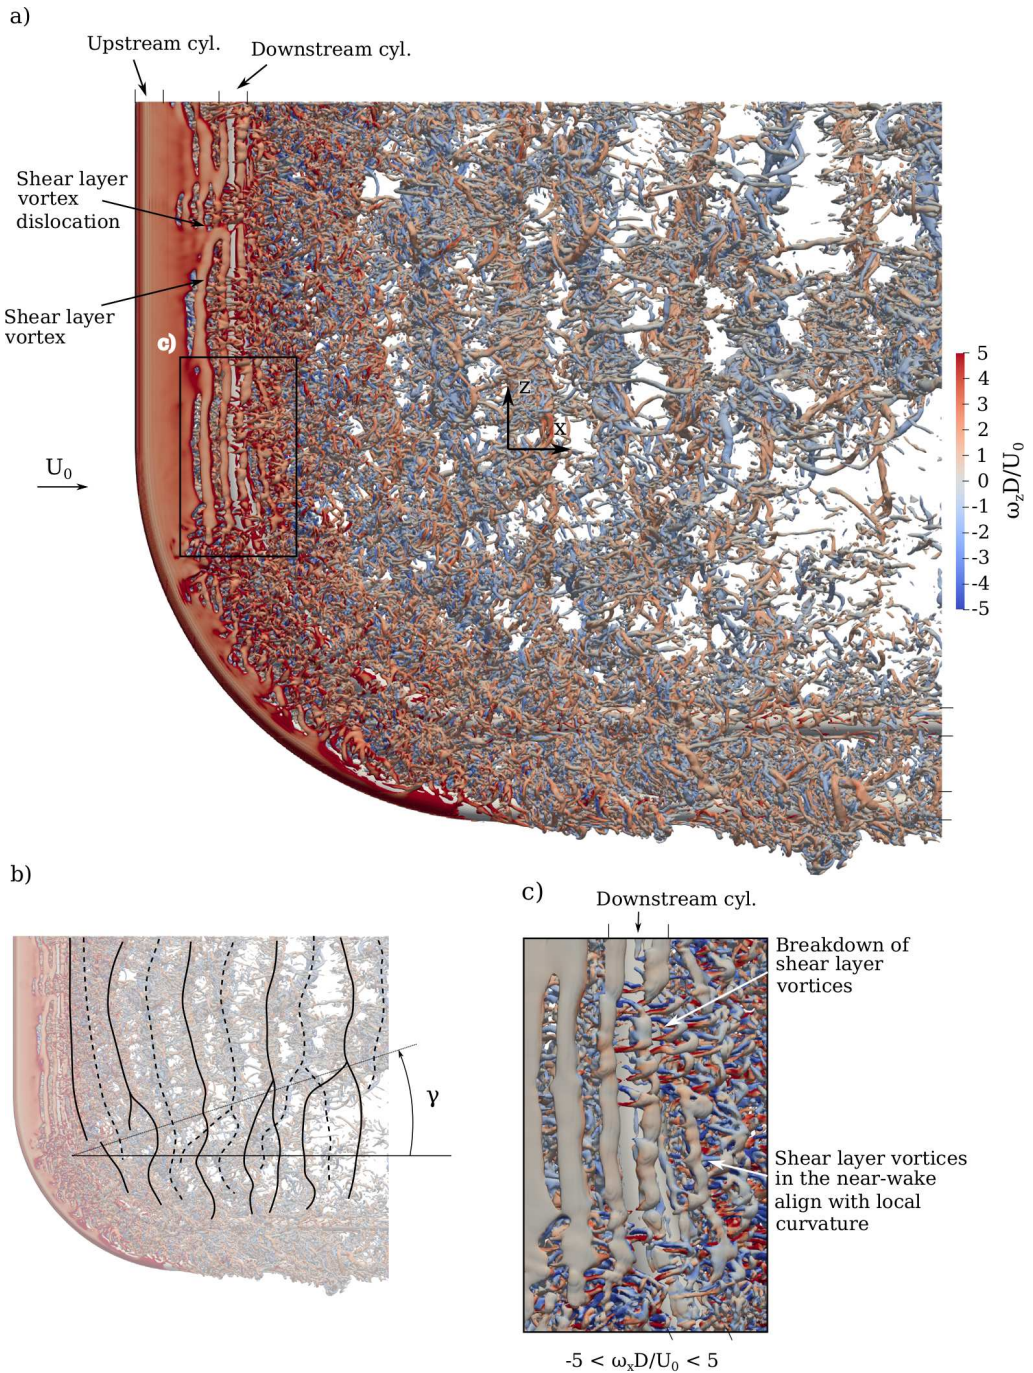 a)
Upstream cyl.
Downstream cyl.
Shear layer
vortex
dislocation
Shear layer
vortex
c)
U₀
z
x
5
4
3
2
1
0
-1
-2
-3
-4
-5
ω_zD/U₀
b)
γ
c)
Downstream cyl.
Breakdown of
shear layer
vortices
Shear layer vortices
in the near-wake
align with local
curvature
-5 < ωₓD/U₀ < 5